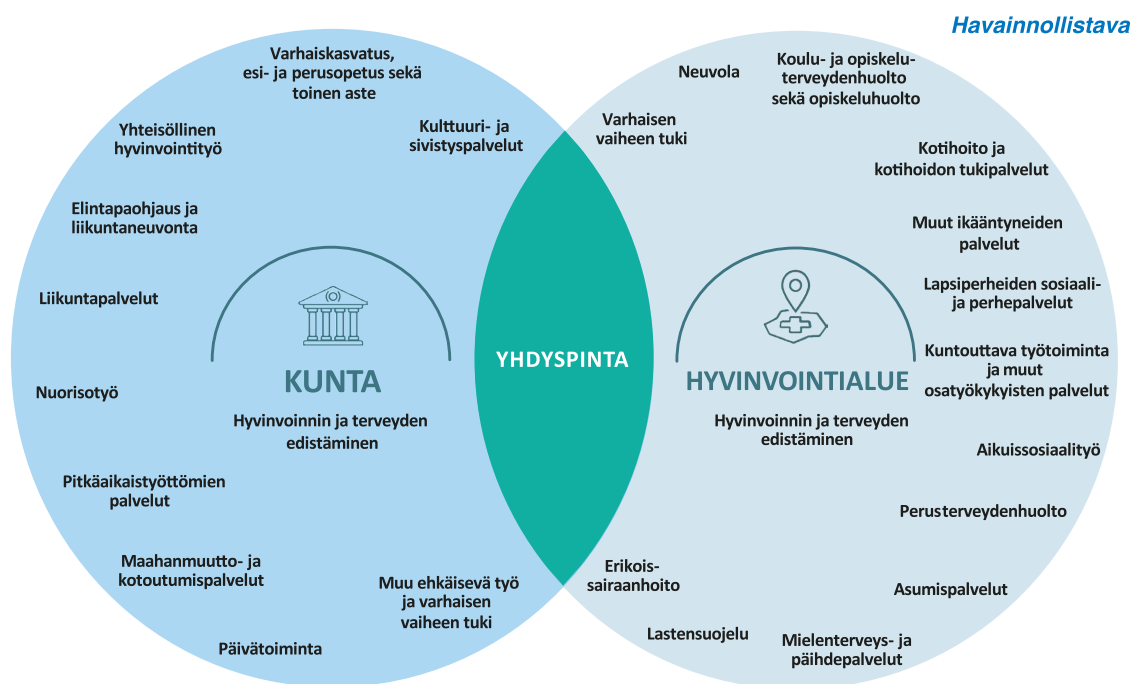 Havainnollistava
Varhaiskasvatus,
esi- ja perusopetus sekä
toinen aste
Yhteisöllinen
hyvinvointityö
Kulttuuri- ja
sivistyspalvelut
Elintapaohjaus ja
liikuntaneuvonta
Liikuntapalvelut
Nuorisotyö
KUNTA
Hyvinvoinnin ja terveyden
edistäminen
Pitkäaikaistyöttömien
palvelut
Maahanmuutto- ja
kotoutumispalvelut
Muu ehkäisevä työ
ja varhaisen
vaiheen tuki
Päivätoiminta
YHDYSPINTA
Neuvola
Koulu- ja opiskelu-
terveydenhuolto
sekä opiskeluhuolto
Varhaisen
vaiheen tuki
Kotihoito ja
kotihoidon tukipalvelut
Muut ikääntyneiden
palvelut
Lapsiperheiden sosiaali-
ja perhepalvelut
Kuntouttava työtoiminta
ja muut
osatyökykyisten palvelut
HYVINVOINTIALUE
Hyvinvoinnin ja terveyden
edistäminen
Aikuissosiaalityö
Perusterveydenhuolto
Erikois-
sairaanhoito
Asumispalvelut
Lastensuojelu
Mielenterveys- ja
päihdepalvelut